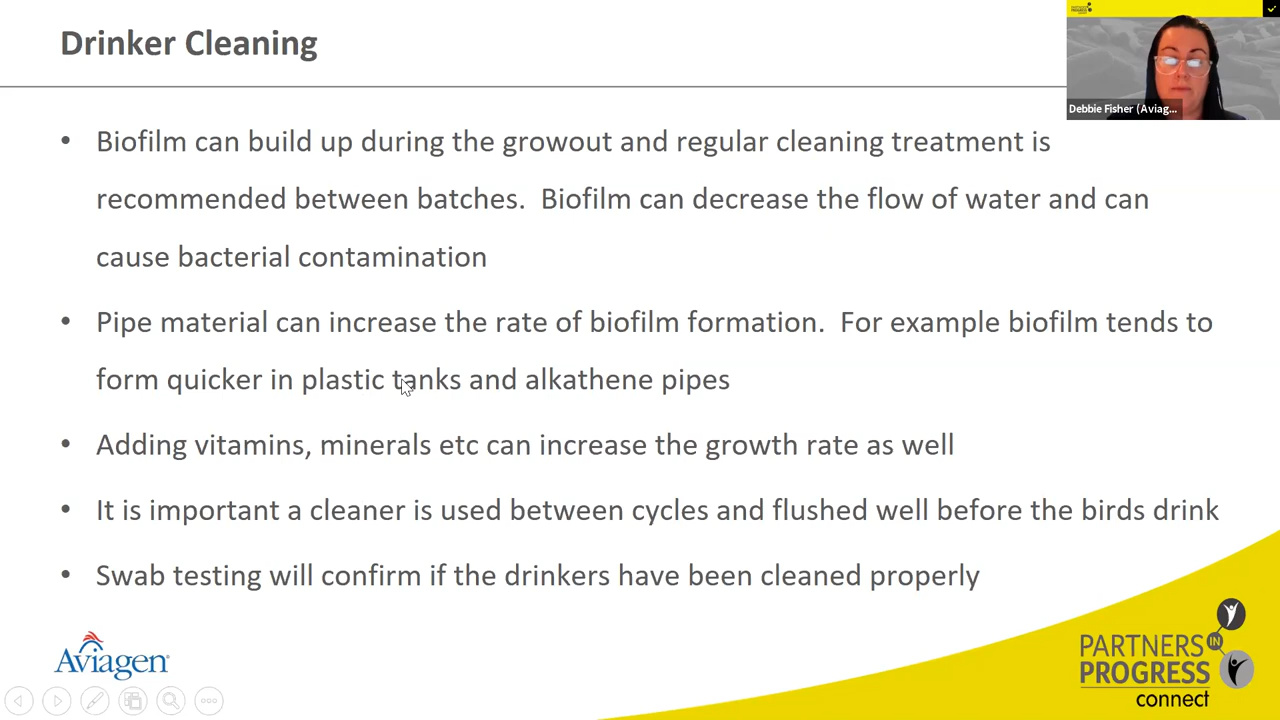 Drinker Cleaning
Debbie Fisher (Aviag...
• Biofilm can build up during the growout and regular cleaning treatment is
recommended between batches. Biofilm can decrease the flow of water and can
cause bacterial contamination
• Pipe material can increase the rate of biofilm formation. For example biofilm tends to
form quicker in plastic tanks and alkathene pipes
• Adding vitamins, minerals etc can increase the growth rate as well
• It is important a cleaner is used between cycles and flushed well before the birds drink
• Swab testing will confirm if the drinkers have been cleaned properly
Aviagen
PARTNERS IN
PROGRESS
connect